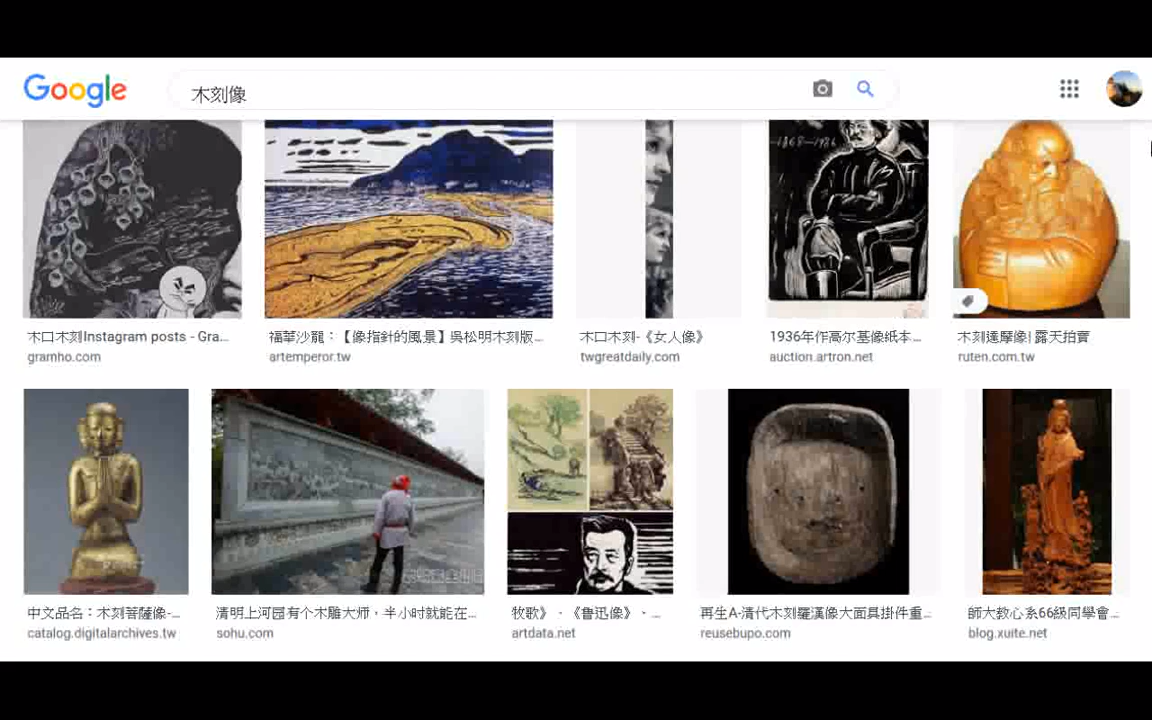 Google
木刻像
1868-1936
木口木刻Instagram posts - Gra...
gramho.com
福華沙龍：【像指針的風景】吳松明木刻版...
artemperor.tw
木口木刻-《女人像》
twgreatdaily.com
1936年作高尔基像纸本...
auction.artron.net
木刻達摩像| 露天拍賣
ruten.com.tw
中文品名：木刻菩薩像-...
catalog.digitalarchives.tw
清明上河园有个木雕大师，半小时就能在...
sohu.com
牧歌》、《鲁迅像》、...
artdata.net
再生A-清代木刻羅漢像大面具掛件重...
reusebupo.com
師大教心系66級同學會...
blog.xuite.net